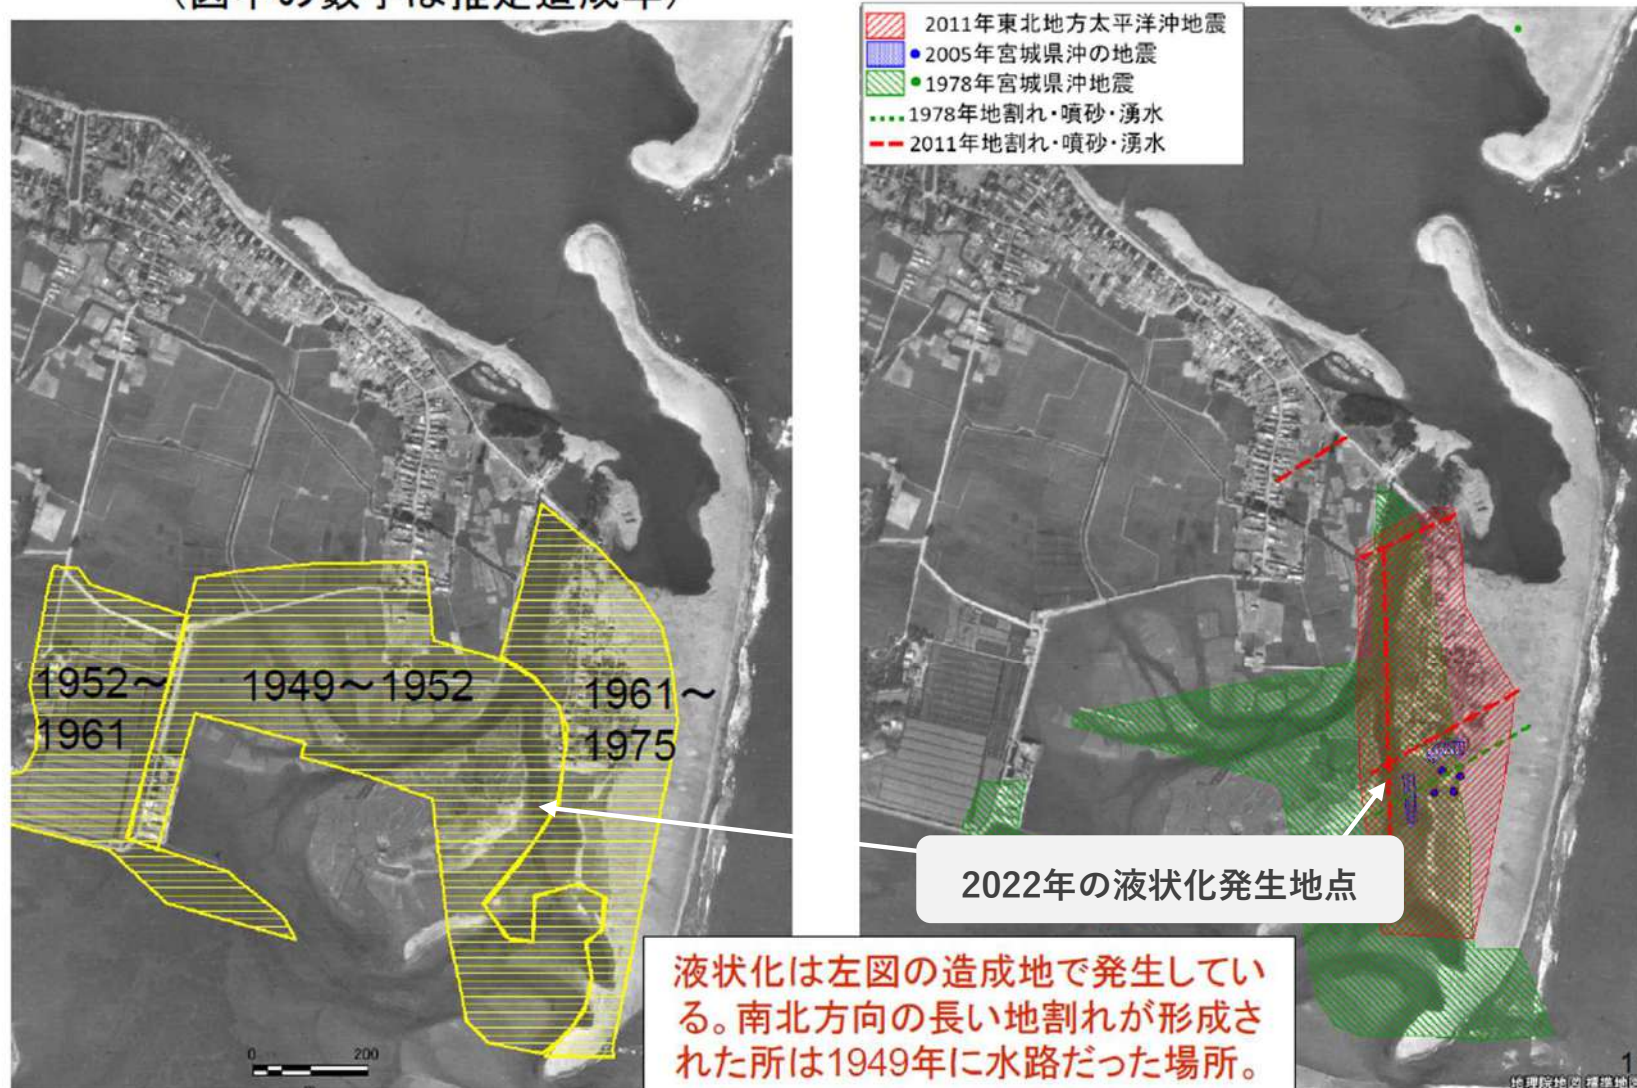 (図中の数字は推定造成年)
1952～
1961
1949～1952
1961～
1975
0
200
2011年東北地方太平洋沖地震
2005年宮城県沖の地震
1978年宮城県沖地震
1978年地割れ・噴砂・湧水
2011年地割れ・噴砂・湧水
2022年の液状化発生地点
液状化は左図の造成地で発生してい
る。南北方向の長い地割れが形成さ
れた所は1949年に水路だった場所。
1